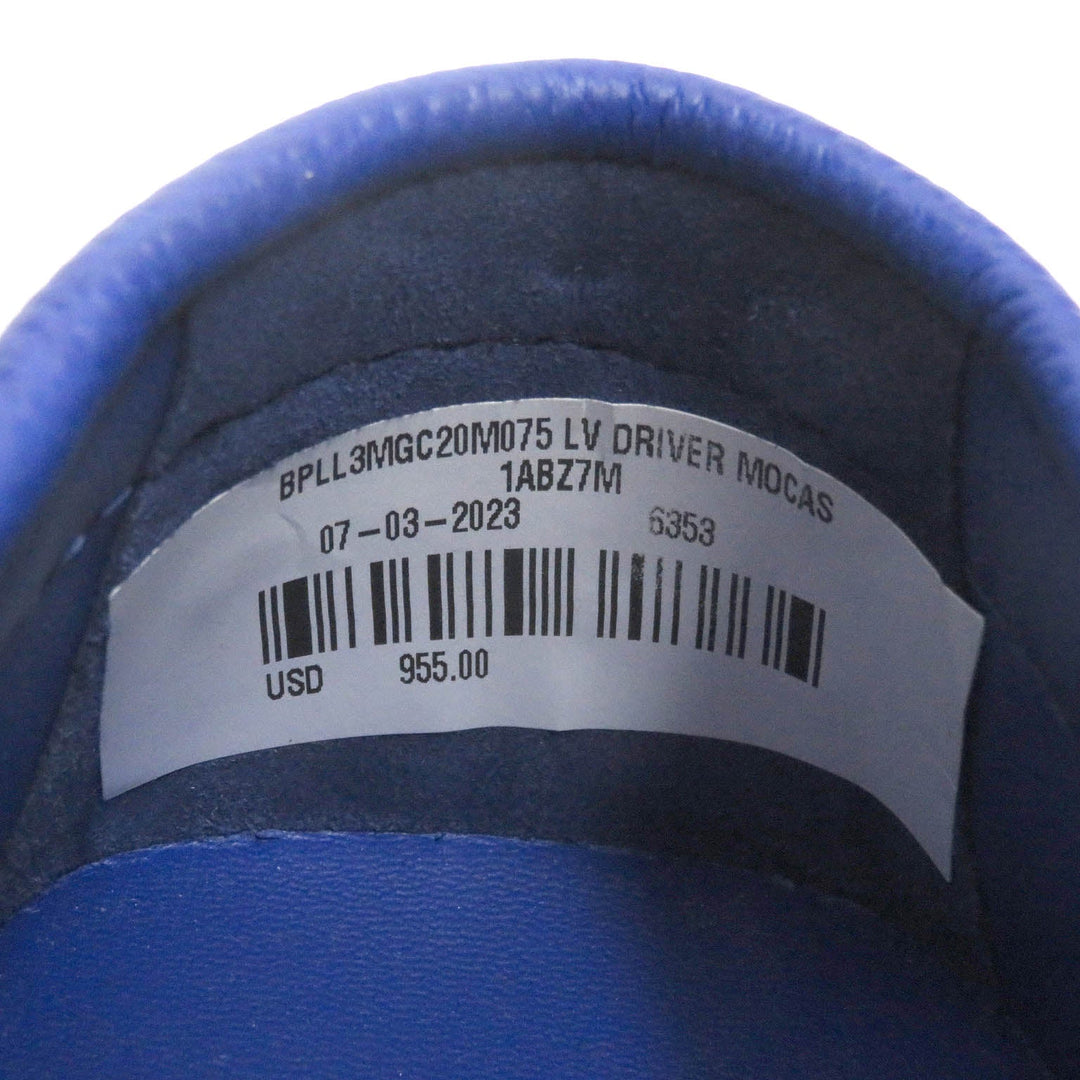 BPLL3MGC20M075 LV DRIVER MOCAS
1ABZ7M
07-03-2023 6353
USD 955.00